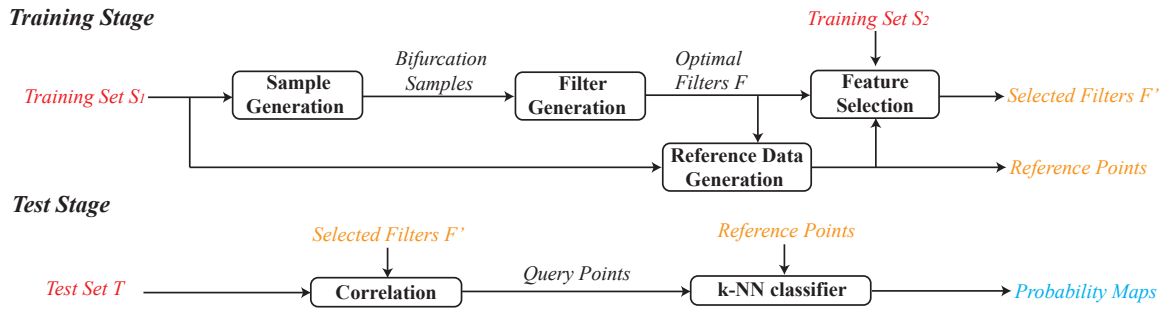 Training Stage
Training Set S2
Bifurcation
Samples
Optimal
Filters F
Training Set S1
Sample
Generation
Filter
Generation
Feature
Selection
Selected Filters F'
Reference Data
Generation
Reference Points
Test Stage
Selected Filters F'
Reference Points
Test Set T
Correlation
Query Points
k-NN classifier
Probability Maps